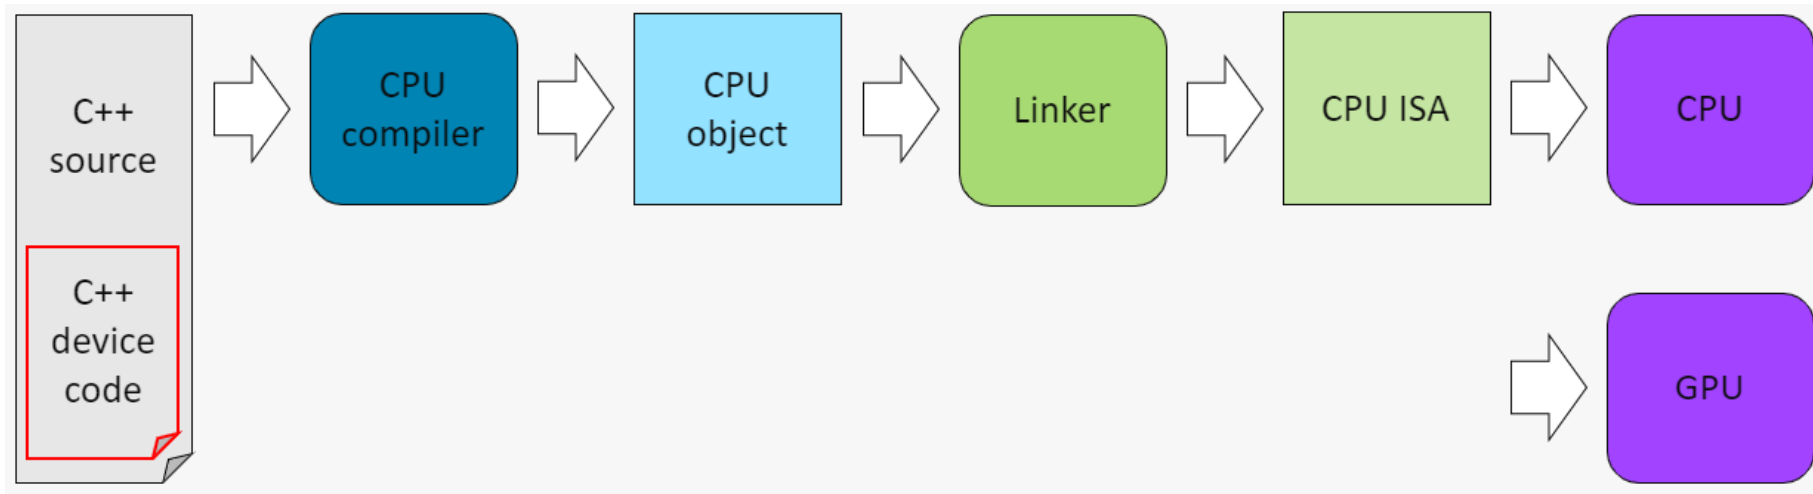 C++
source
CPU
compiler
CPU
object
Linker
CPU ISA
CPU
C++
device
code
GPU